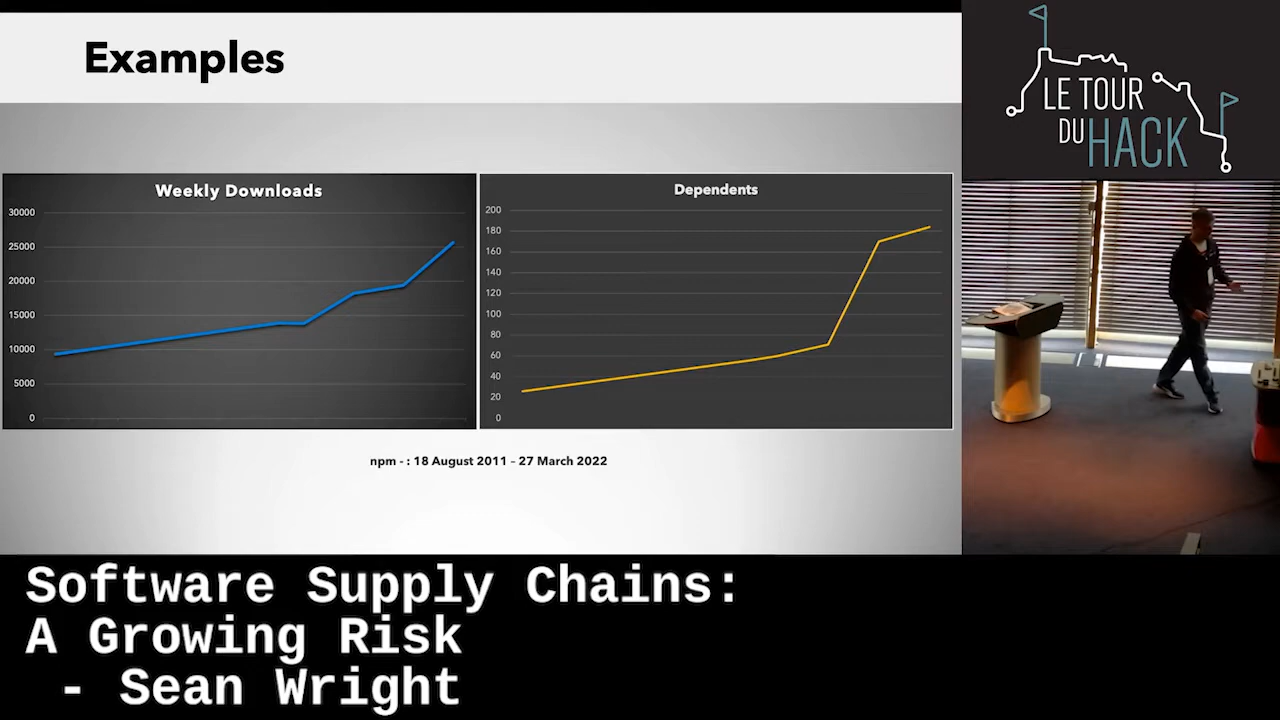 Examples
LE TOUR
DU HACK
Weekly Downloads
30000
25000
20000
15000
10000
5000
0
Dependents
200
180
160
140
120
100
80
60
40
20
0
npm - : 18 August 2011 – 27 March 2022
Software Supply Chains:
A Growing Risk
- Sean Wright